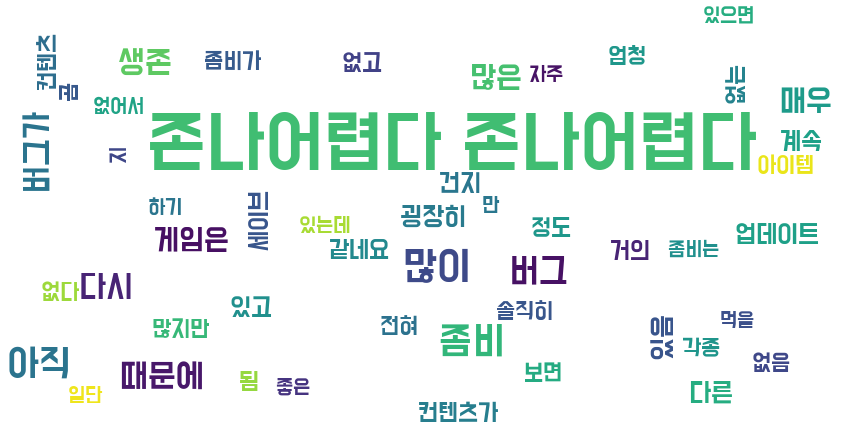 있으면
컨텐츠
생존
좀비가
없고
많은
자주
엄청
없는
매우
꼭
없어서
버그가
지
존나어렵다 존나어렵다
계속
아이템
건지
하기
세이브
있는데
굉장히
만
정도
게임은
같네요
많이
버그
거의
좀비는
업데이트
없다
다시
있고
솔직히
많지만
전혀
좀비
있음
먹을
각종
아직
때문에
됨
좋은
보면
없음
일단
컨텐츠가
다른